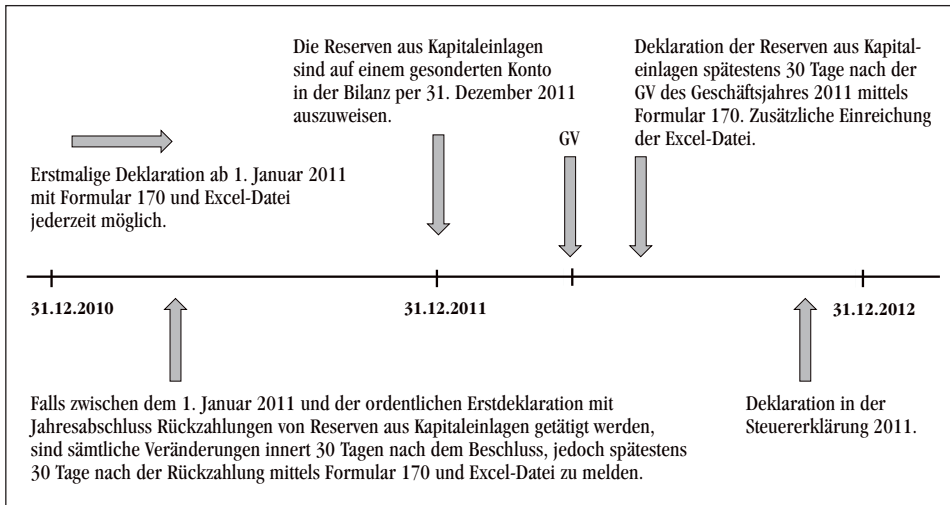 Die Reserven aus Kapitaleinlagen
sind auf einem gesonderten Konto
in der Bilanz per 31. Dezember 2011
auszuweisen.
Deklaration der Reserven aus Kapital-
einlagen spätestens 30 Tage nach der
GV des Geschäftsjahres 2011 mittels
Formular 170. Zusätzliche Einreichung
der Excel-Datei.
GV
Erstmalige Deklaration ab 1. Januar 2011
mit Formular 170 und Excel-Datei
jederzeit möglich.
31.12.2010
31.12.2011
31.12.2012
Falls zwischen dem 1. Januar 2011 und der ordentlichen Erstdeklaration mit
Jahresabschluss Rückzahlungen von Reserven aus Kapitaleinlagen getätigt werden,
sind sämtliche Veränderungen innert 30 Tagen nach dem Beschluss, jedoch spätestens
30 Tage nach der Rückzahlung mittels Formular 170 und Excel-Datei zu melden.
Deklaration in der
Steuererklärung 2011.